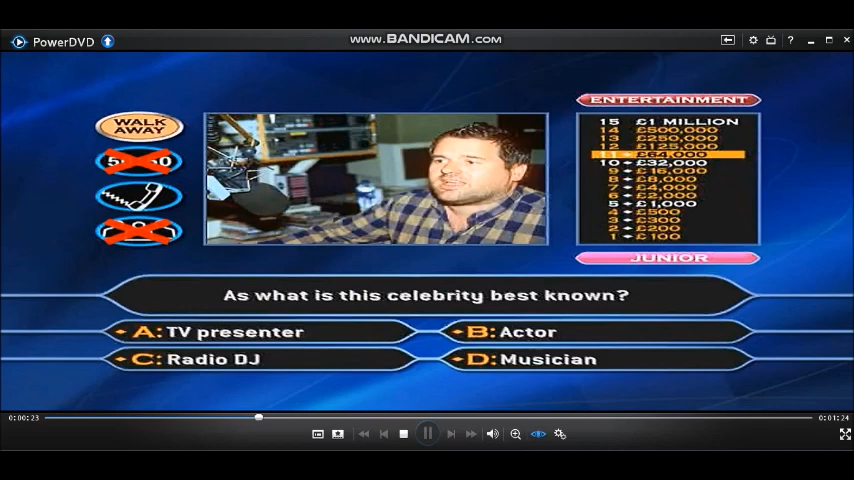 PowerDVD
www.BANDICAM.com
?
WALK
AWAY
ENTERTAINMENT
15 £1 MILLION
14 £500,000
13 £250,000
12 £125,000
11 £64,000
10 £32,000
9 £16,000
8 £8,000
7 £4,000
6 £2,000
5 £1,000
4 £500
3 £300
2 £200
1 £100
JUNIOR
As what is this celebrity best known?
A: TV presenter
B: Actor
C: Radio DJ
D: Musician
0:00:23
0:01:24